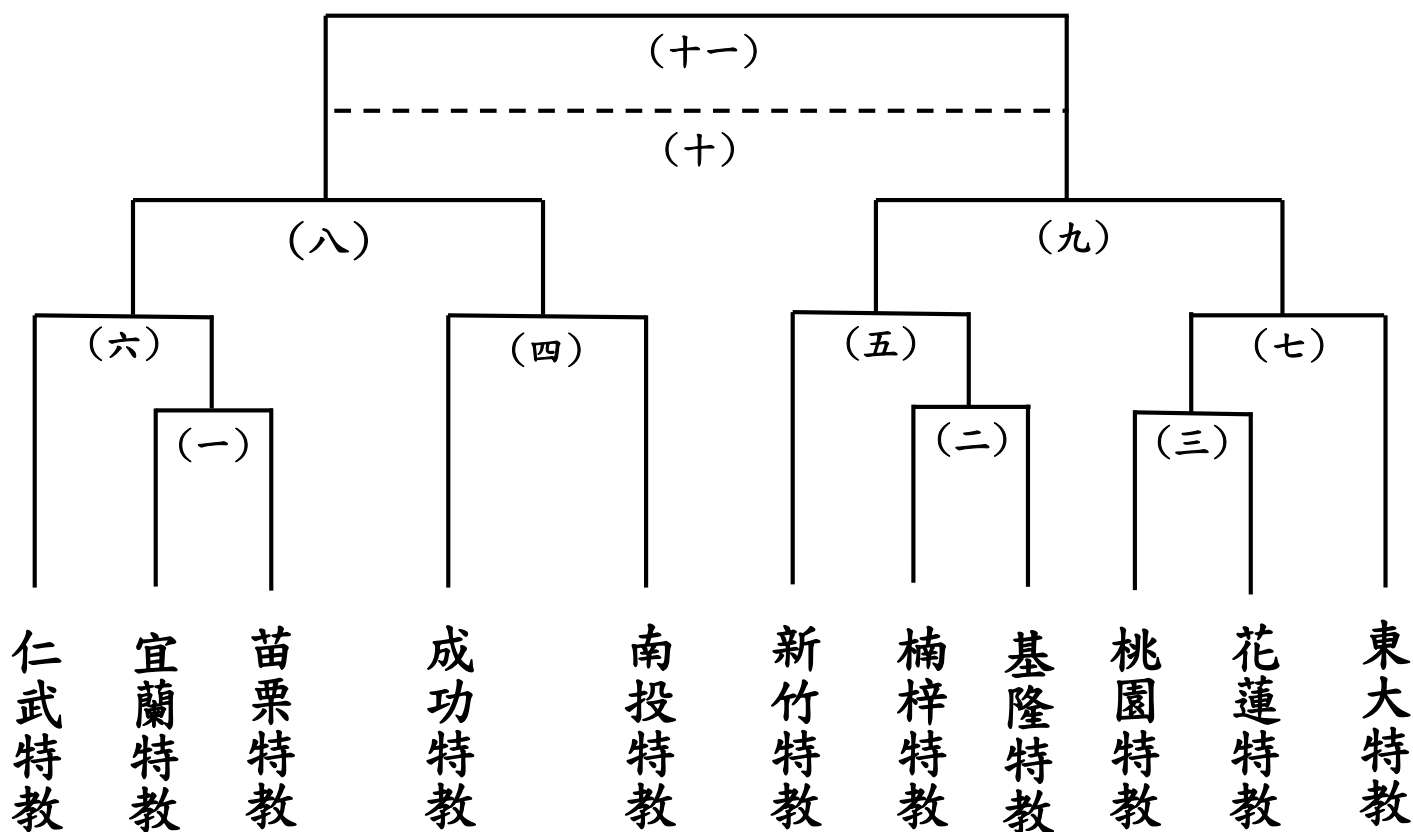 （十一）
（十）
（八）
（九）
（六）
（四）
（五）
（七）
（一）
（二）
（三）
仁武特教
宜蘭特教
苗栗特教
成功特教
南投特教
新竹特教
楠梓特教
基隆特教
桃園特教
花蓮特教
東大特教